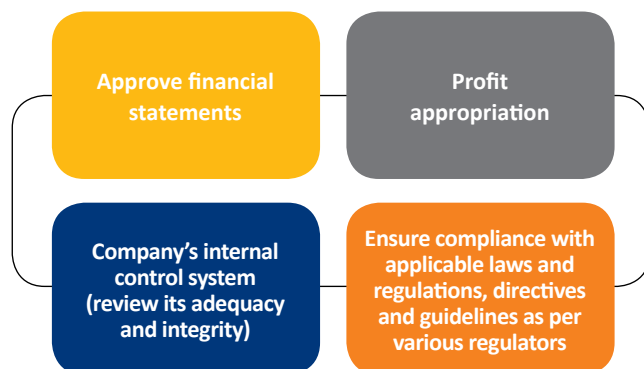 Approve financial
statements
Profit
appropriation
Company’s internal
control system
(review its adequacy
and integrity)
Ensure compliance with
applicable laws and
regulations, directives
and guidelines as per
various regulators